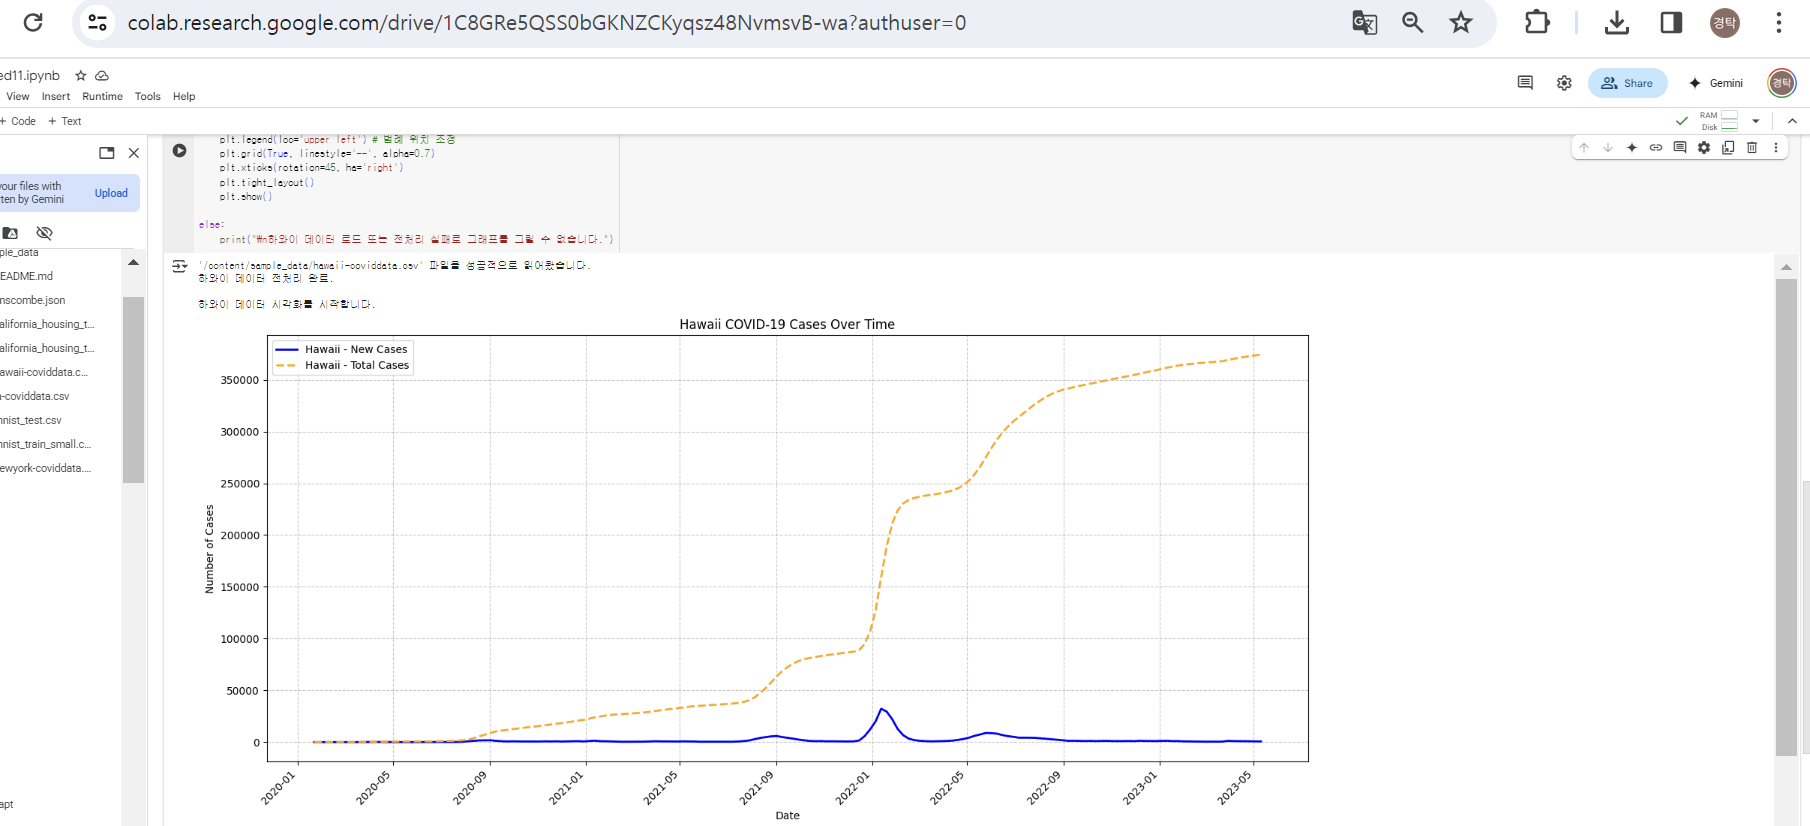 colab.research.google.com/drive/1C8GRe5QSS0bGKNZCKyqsz48NvmsvB-wa?authuser=0
경탁
ed11.ipynb
View Insert Runtime Tools Help
Share
Gemini
경탁
+ Code + Text
RAM
Disk
your files with
ten by Gemini
Upload
ple_data
EADME.md
nscombe.json
alifornia_housing_t...
alifornia_housing_t...
awaii-coviddata.c...
a-coviddata.csv
nnist_test.csv
nnist_train_small.c...
ewyork-coviddata....
apt
plt.legend(loc='upper left') # 범례 위치 조정
plt.grid(True, linestyle='--', alpha=0.7)
plt.xticks(rotation=45, ha='right')
plt.tight_layout()
plt.show()
else:
print("\n하와이 데이터 로드 또는 전처리 실패로 그래프를 그릴 수 없습니다.")
'/content/sample_data/hawaii-coviddata.csv' 파일을 성공적으로 읽어왔습니다.
하와이 데이터 전처리 완료.
하와이 데이터 시각화를 시작합니다.
Hawaii COVID-19 Cases Over Time
Hawaii - New Cases
Hawaii - Total Cases
Number of Cases
350000
300000
250000
200000
150000
100000
50000
0
2020-01
2020-05
2020-09
2021-01
2021-05
2021-09
2022-01
2022-05
2022-09
2023-01
2023-05
Date